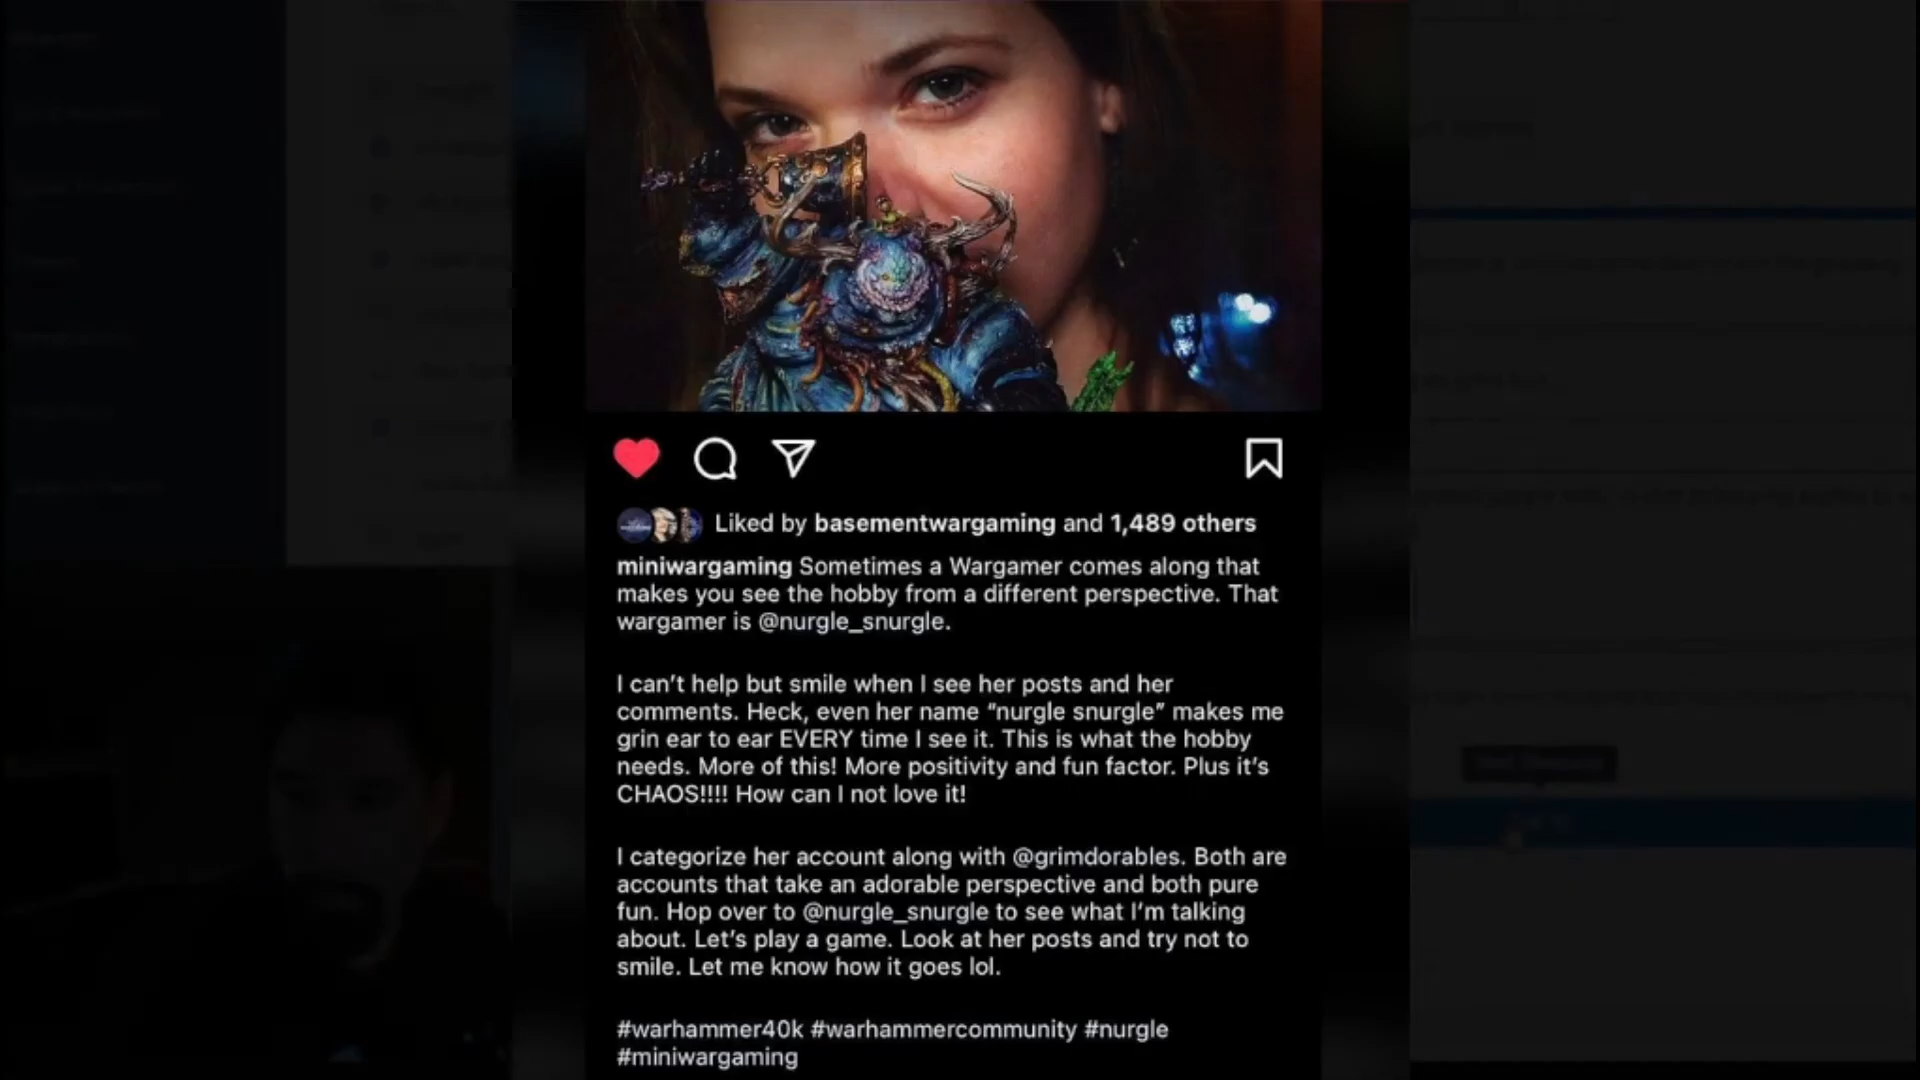 Liked by basementwargaming and 1,489 others
miniwargaming Sometimes a Wargamer comes along that
makes you see the hobby from a different perspective. That
wargamer is @nurgle_snurgle.
I can't help but smile when I see her posts and her
comments. Heck, even her name “nurgle snurgle” makes me
grin ear to ear EVERY time I see it. This is what the hobby
needs. More of this! More positivity and fun factor. Plus it's
CHAOS!!!! How can I not love it!
I categorize her account along with @grimdorables. Both are
accounts that take an adorable perspective and both pure
fun. Hop over to @nurgle_snurgle to see what I'm talking
about. Let's play a game. Look at her posts and try not to
smile. Let me know how it goes lol.
#warhammer40k #warhammercommunity #nurgle
#miniwargaming